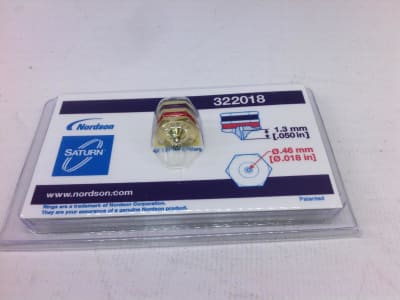 322018
Nordson
1.3 mm
[.050 in]
SATURN
Ø.46 mm
[Ø.018 in]
www.nordson.com
Patented
Rings are a trademark of Nordson Corporation.
They are your assurance of a genuine Nordson product.